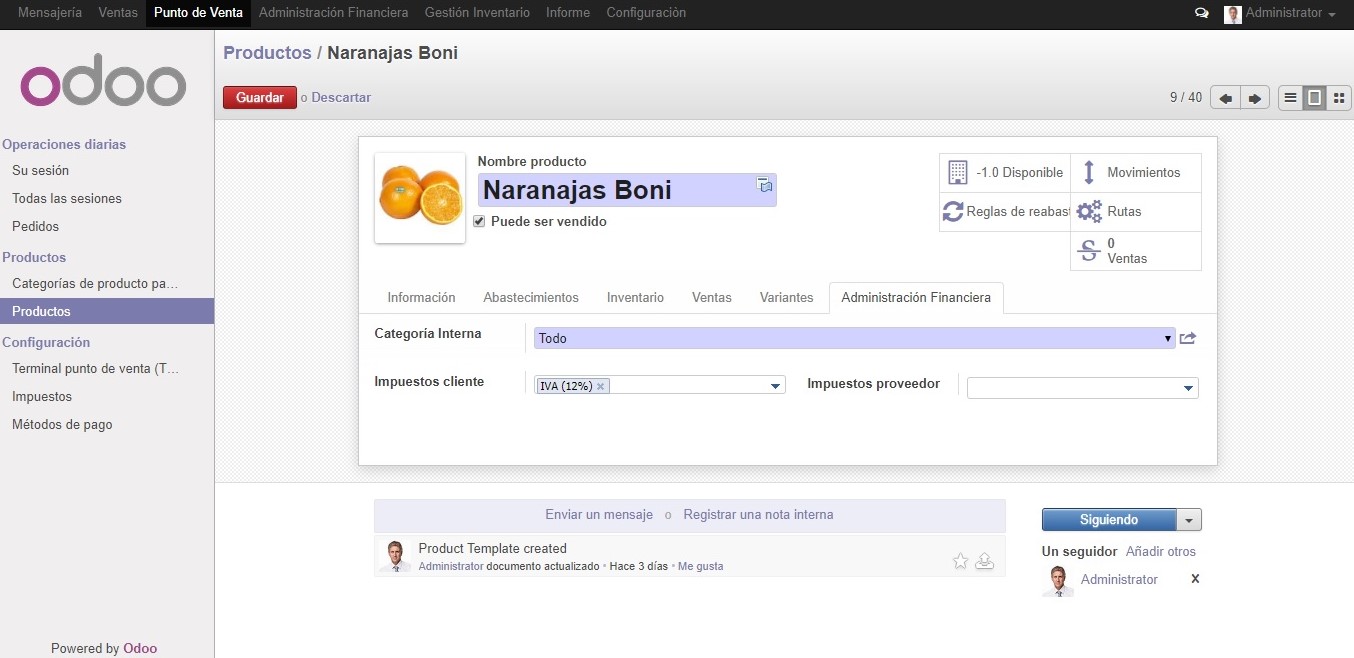 Mensajería Ventas Punto de Venta Administración Financiera Gestión Inventario Informe Configuración Administrator
odoo
Productos / Naranajas Boni
Guardar o Descartar
9 / 40
Operaciones diarias
Su sesión
Todas las sesiones
Pedidos
Productos
Categorías de producto pa…
Productos
Configuración
Terminal punto de venta (T…
Impuestos
Métodos de pago
Powered by Odoo
Nombre producto
Naranajas Boni
Puede ser vendido
-1.0 Disponible
Movimientos
Reglas de reabast
Rutas
0
Ventas
Información Abastecimientos Inventario Ventas Variantes Administración Financiera
Categoría Interna Todo
Impuestos cliente IVA (12%) x Impuestos proveedor
Enviar un mensaje o Registrar una nota interna
Product Template created
Administrator documento actualizado • Hace 3 días • Me gusta
Siguiendo
Un seguidor Añadir otros
Administrator x